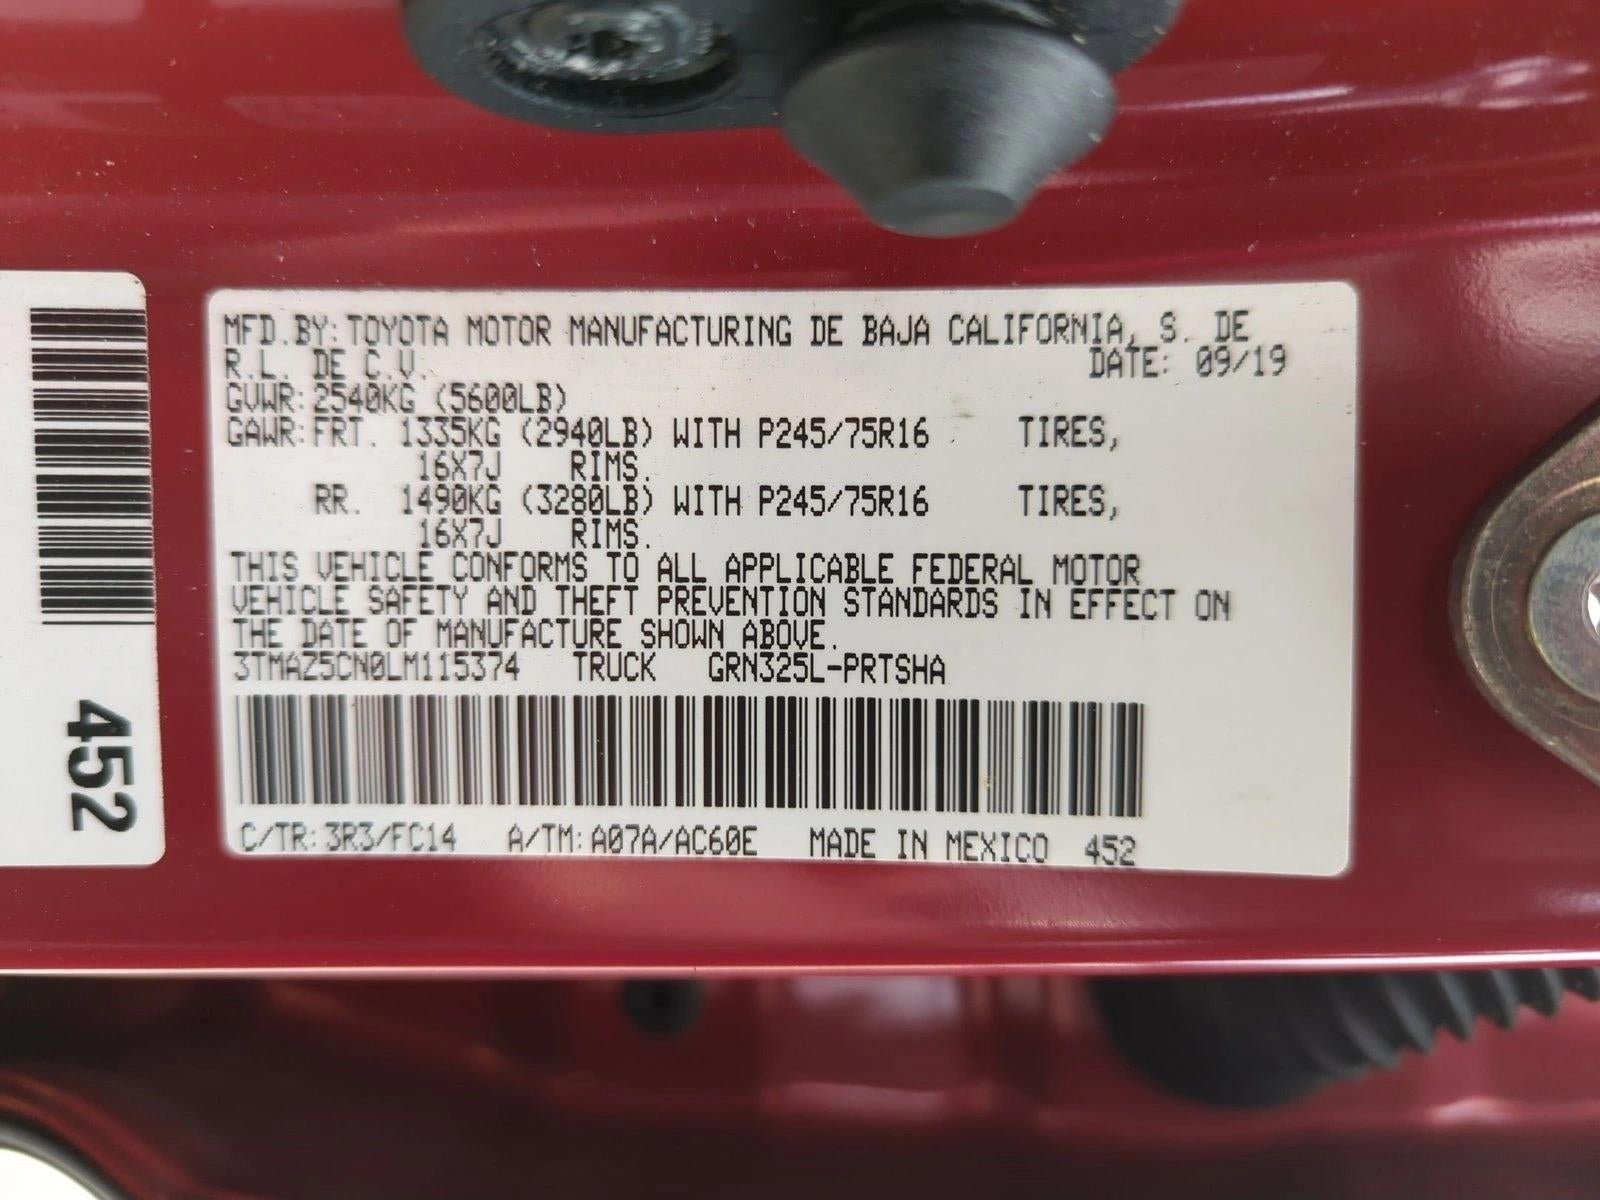 MFD.BY: TOYOTA MOTOR MANUFACTURING DE BAJA CALIFORNIA, S. DE
R.L. DE C.V. DATE: 09/19
GVWR: 2540KG (5600LB)
GAWR: FRT. 1335KG (2940LB) WITH P245/75R16 TIRES,
16X7J RIMS.
RR. 1490KG (3280LB) WITH P245/75R16 TIRES,
16X7J RIMS.
THIS VEHICLE CONFORMS TO ALL APPLICABLE FEDERAL MOTOR
VEHICLE SAFETY AND THEFT PREVENTION STANDARDS IN EFFECT ON
THE DATE OF MANUFACTURE SHOWN ABOVE.
3TMAZ5CN0LM115374 TRUCK GRN325L-PRTSHA
C/TR: 3R3/FC14 A/TM: A07A/AC60E MADE IN MEXICO 452
452